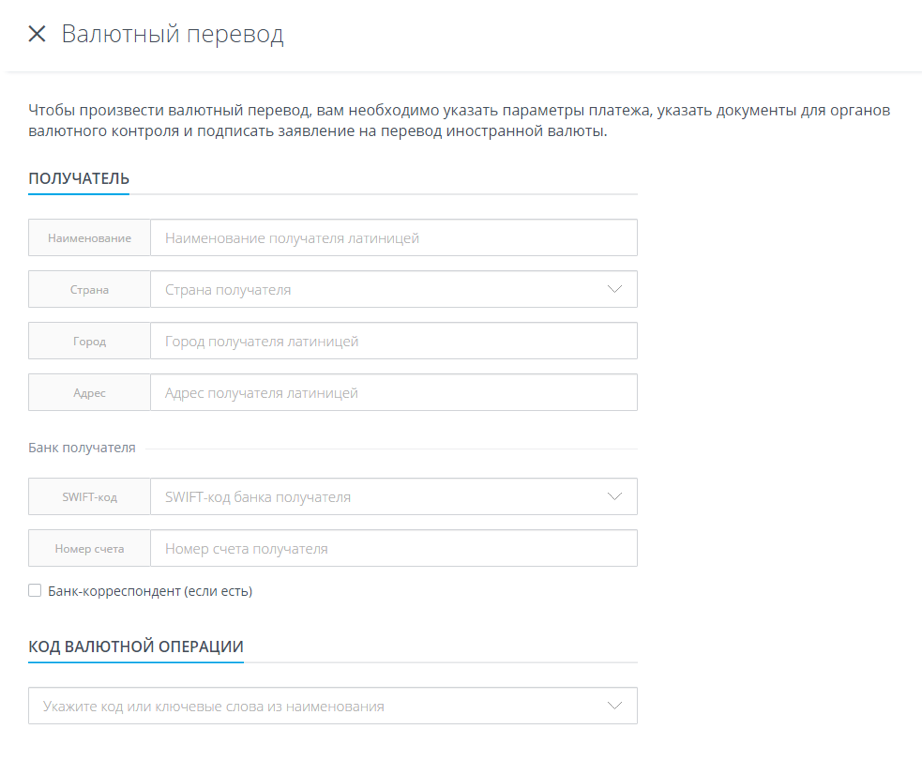 Валютный перевод
Чтобы произвести валютный перевод, вам необходимо указать параметры платежа, указать документы для органов
валютного контроля и подписать заявление на перевод иностранной валюты.
ПОЛУЧАТЕЛЬ
Наименование Наименование получателя латиницей
Страна Страна получателя
Город Город получателя латиницей
Адрес Адрес получателя латиницей
Банк получателя
SWIFT-код SWIFT-код банка получателя
Номер счета Номер счета получателя
Банк-корреспондент (если есть)
КОД ВАЛЮТНОЙ ОПЕРАЦИИ
Укажите код или ключевые слова из наименования